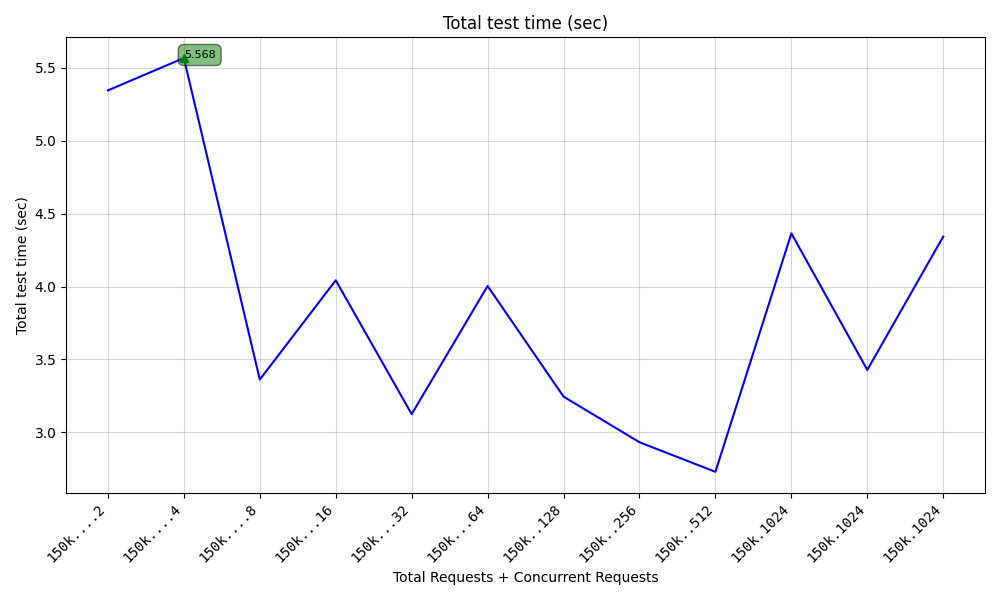 Total test time (sec)
5.568
5.5
5.0
4.5
4.0
3.5
3.0
Total test time (sec)
150k....2
150k....4
150k....8
150k...16
150k...32
150k...64
150k..128
150k..256
150k..512
150k.1024
150k.1024
150k.1024
Total Requests + Concurrent Requests